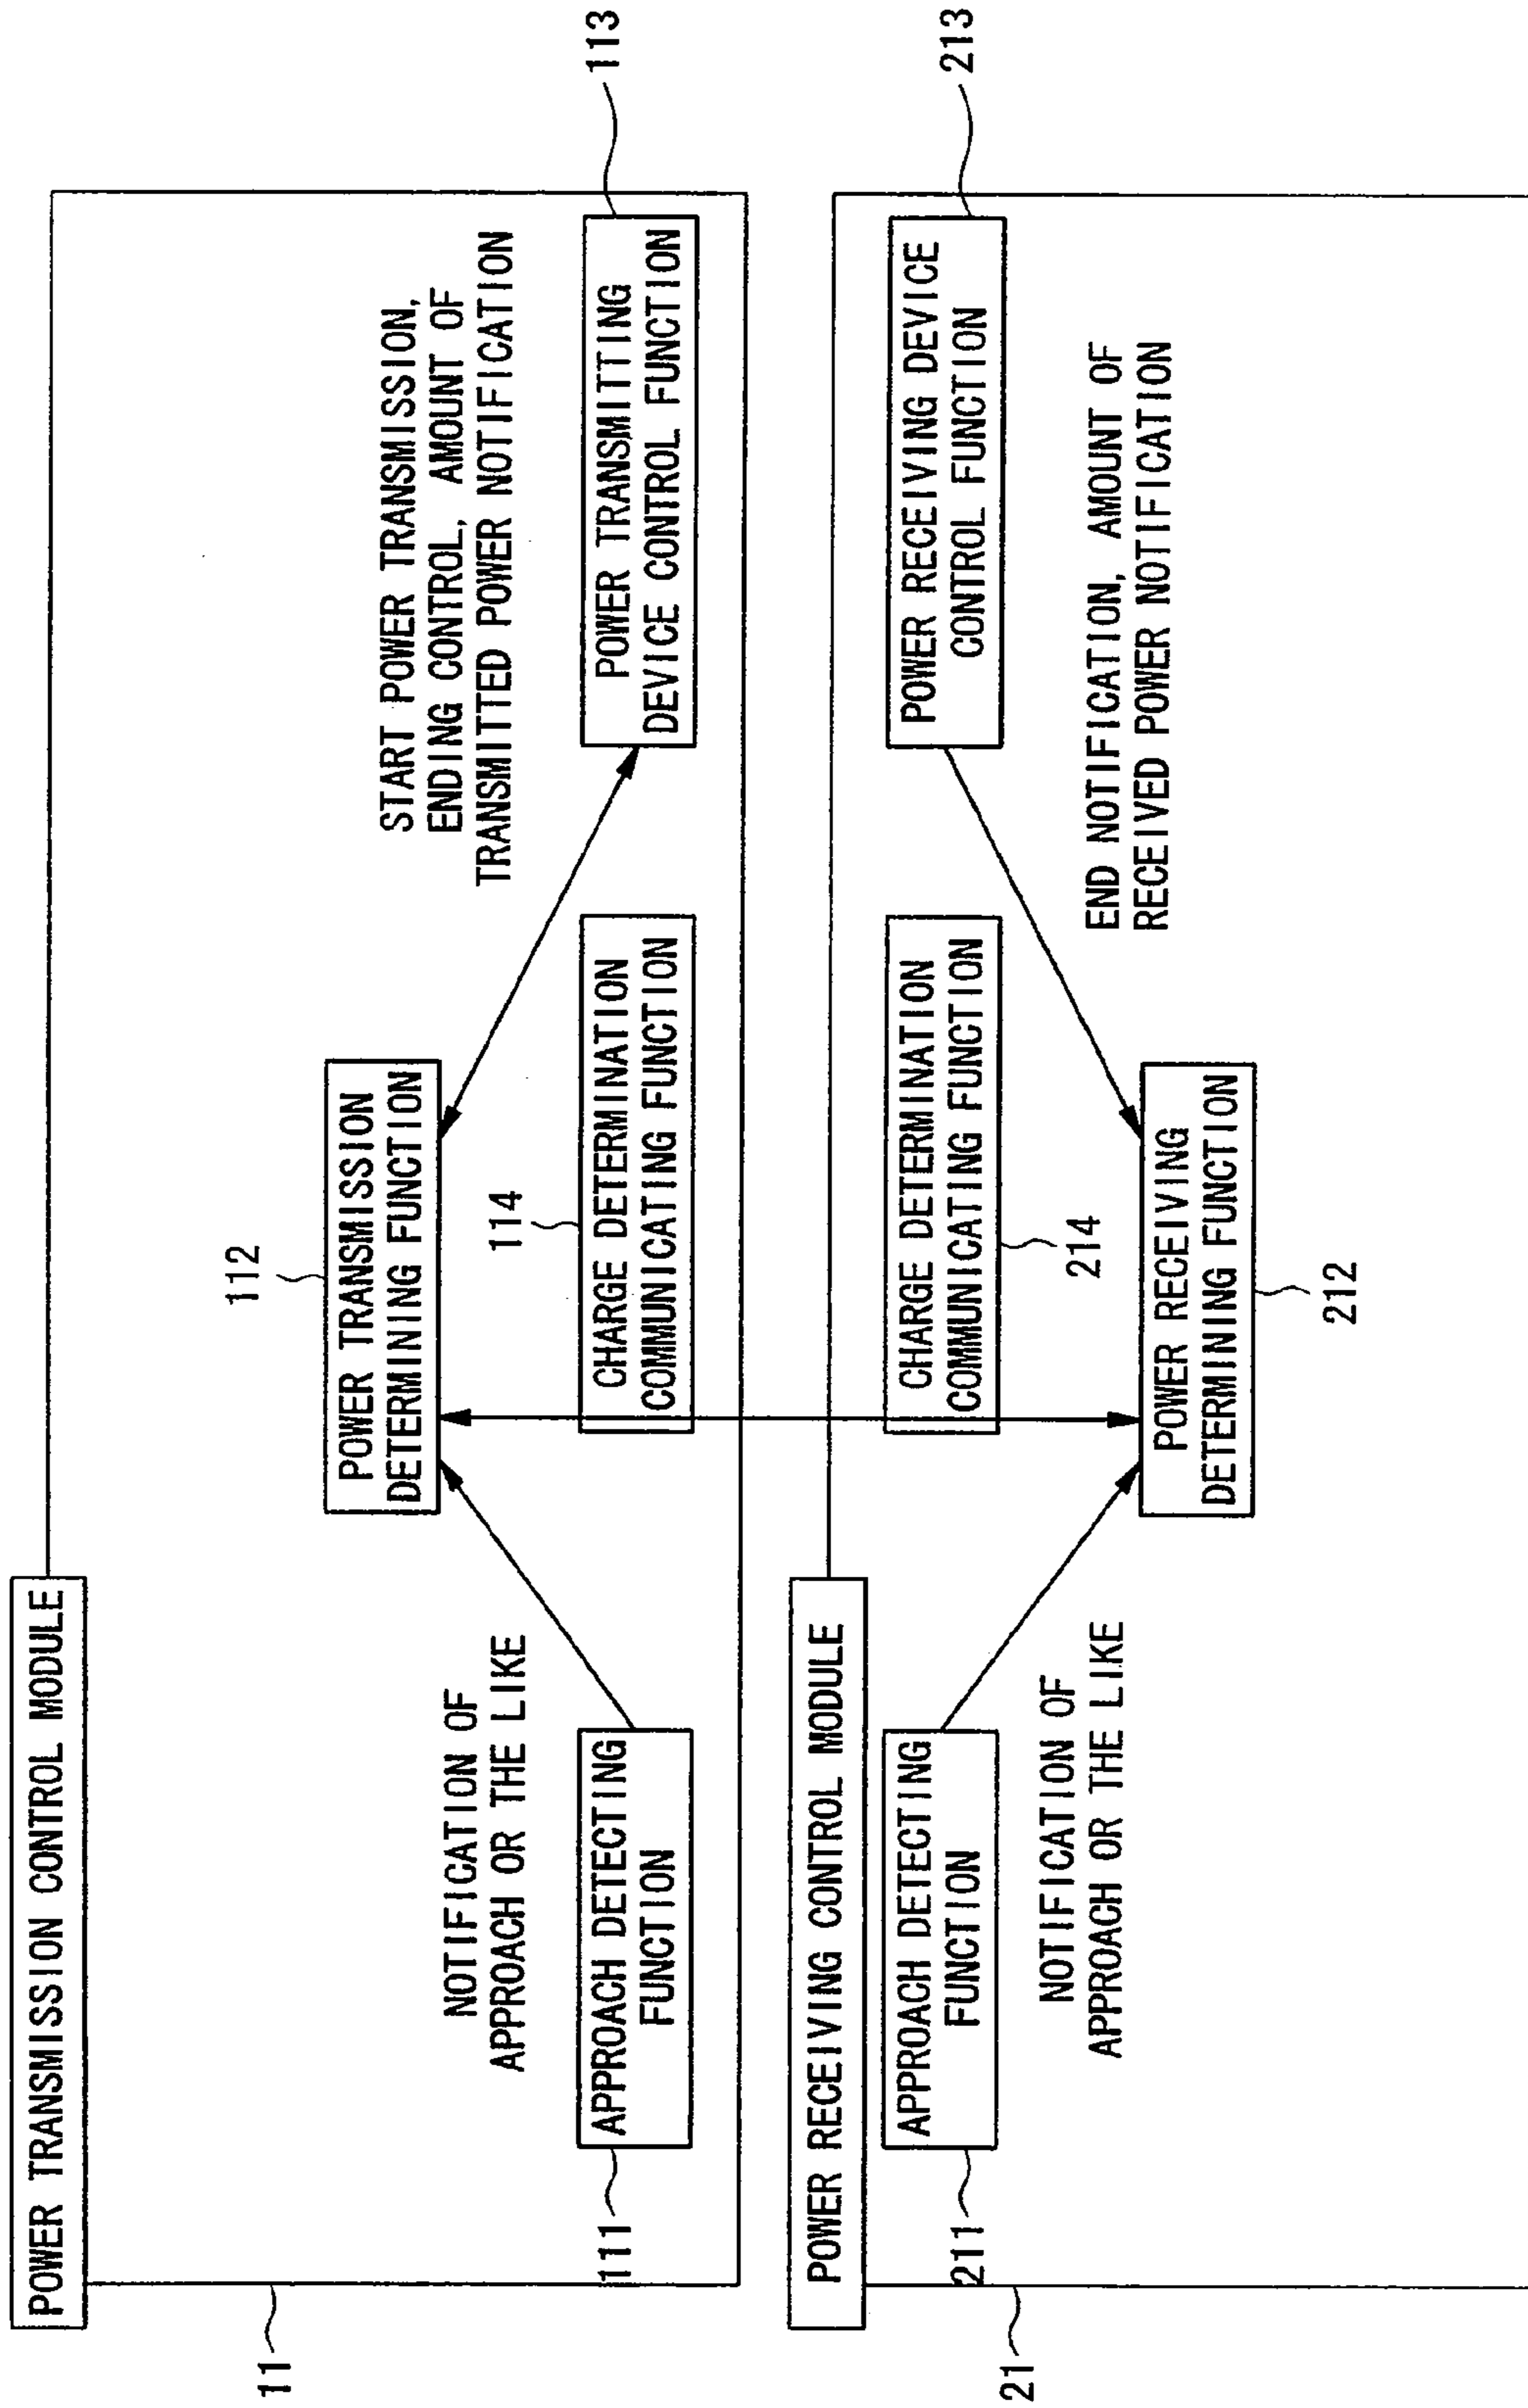 POWER TRANSMISSION CONTROL MODULE
11
112
POWER TRANSMISSION
DETERMINING FUNCTION
START POWER TRANSMISSION,
ENDING CONTROL, AMOUNT OF
TRANSMITTED POWER NOTIFICATION
NOTIFICATION OF
APPROACH OR THE LIKE
114
111
APPROACH DETECTING
FUNCTION
CHARGE DETERMINATION
COMMUNICATING FUNCTION
POWER TRANSMITTING
DEVICE CONTROL FUNCTION
113
POWER RECEIVING CONTROL MODULE
21
211
APPROACH DETECTING
FUNCTION
CHARGE DETERMINATION
COMMUNICATING FUNCTION
POWER RECEIVING DEVICE
CONTROL FUNCTION
213
NOTIFICATION OF
APPROACH OR THE LIKE
214
END NOTIFICATION, AMOUNT OF
RECEIVED POWER NOTIFICATION
POWER RECEIVING
DETERMINING FUNCTION
212